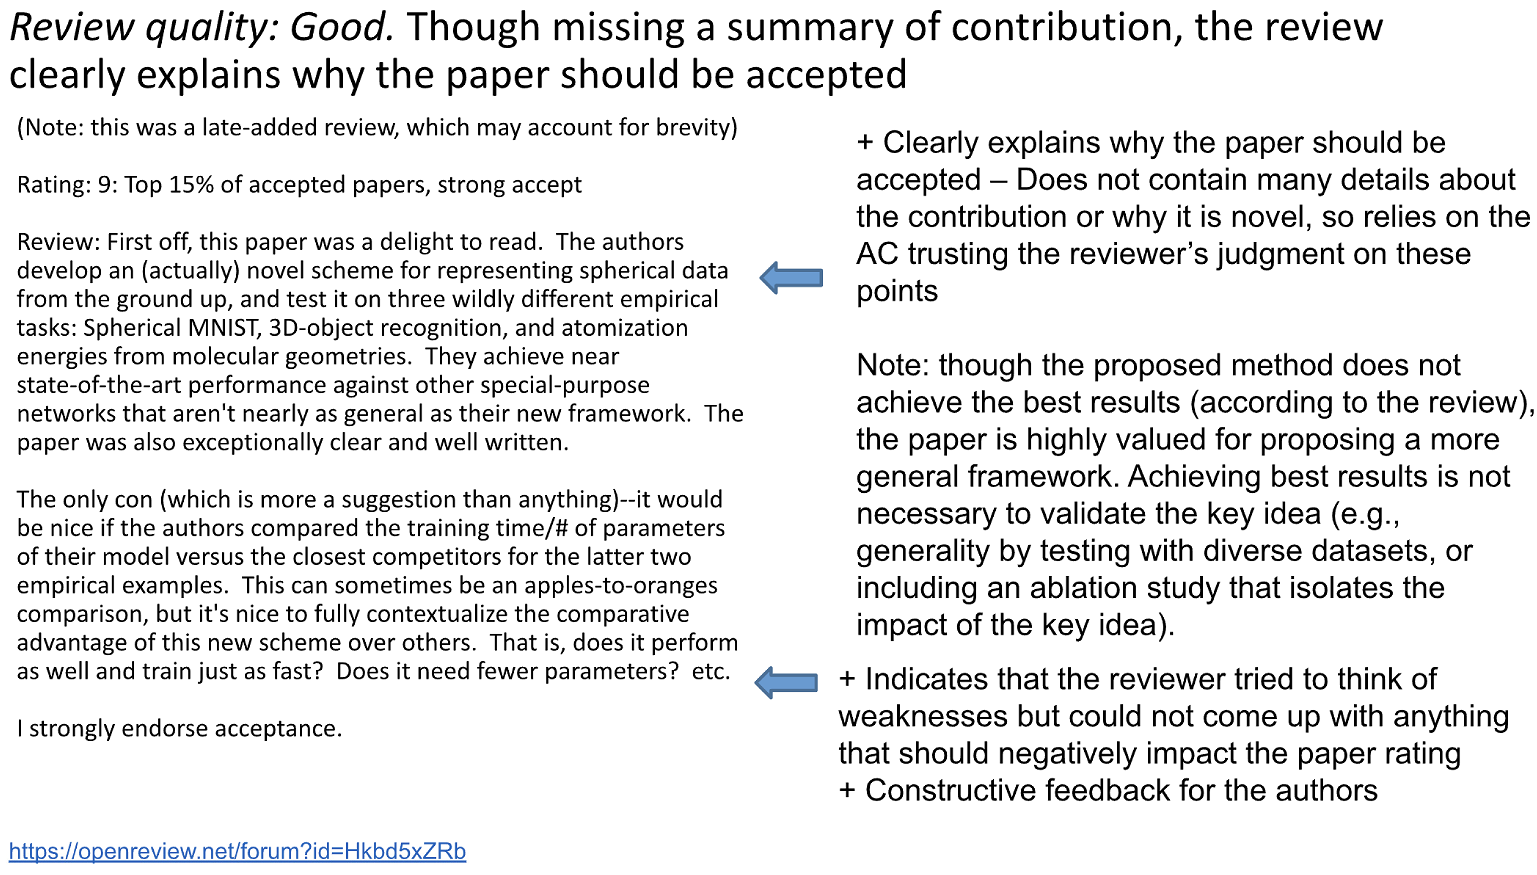 Review quality: Good. Though missing a summary of contribution, the review
clearly explains why the paper should be accepted
(Note: this was a late-added review, which may account for brevity)
Rating: 9: Top 15% of accepted papers, strong accept
Review: First off, this paper was a delight to read.  The authors
develop an (actually) novel scheme for representing spherical data
from the ground up, and test it on three wildly different empirical
tasks: Spherical MNIST, 3D-object recognition, and atomization
energies from molecular geometries.  They achieve near
state-of-the-art performance against other special-purpose
networks that aren't nearly as general as their new framework.  The
paper was also exceptionally clear and well written.
The only con (which is more a suggestion than anything)--it would
be nice if the authors compared the training time/# of parameters
of their model versus the closest competitors for the latter two
empirical examples.  This can sometimes be an apples-to-oranges
comparison, but it's nice to fully contextualize the comparative
advantage of this new scheme over others.  That is, does it perform
as well and train just as fast?  Does it need fewer parameters?  etc.
I strongly endorse acceptance.
+ Clearly explains why the paper should be
accepted – Does not contain many details about
the contribution or why it is novel, so relies on the
AC trusting the reviewer’s judgment on these
points
Note: though the proposed method does not
achieve the best results (according to the review),
the paper is highly valued for proposing a more
general framework. Achieving best results is not
necessary to validate the key idea (e.g.,
generality by testing with diverse datasets, or
including an ablation study that isolates the
impact of the key idea).
+ Indicates that the reviewer tried to think of
weaknesses but could not come up with anything
that should negatively impact the paper rating
+ Constructive feedback for the authors
https://openreview.net/forum?id=Hkbd5xZRb